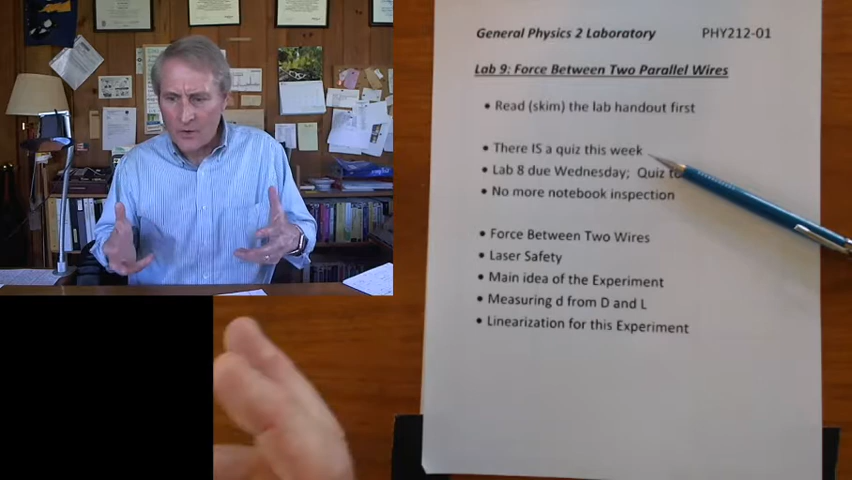 General Physics 2 Laboratory PHY212-01
Lab 9: Force Between Two Parallel Wires
• Read (skim) the lab handout first
• There IS a quiz this week
• Lab 8 due Wednesday; Quiz
• No more notebook inspection
• Force Between Two Wires
• Laser Safety
• Main idea of the Experiment
• Measuring d from D and L
• Linearization for this Experiment